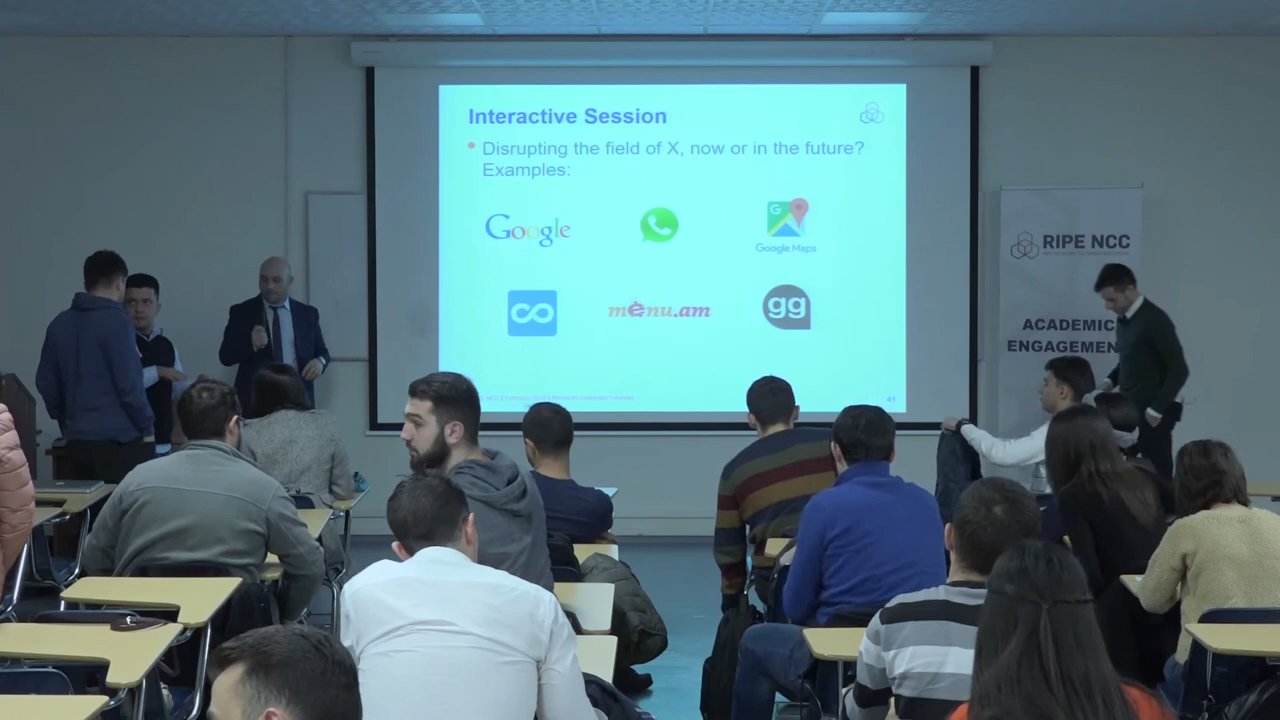 Interactive Session
• Disrupting the field of X, now or in the future?
Examples:
Google
G
Google Maps
menu.am
gg
41
RIPE NCC
ACADEMIC
ENGAGEMEN